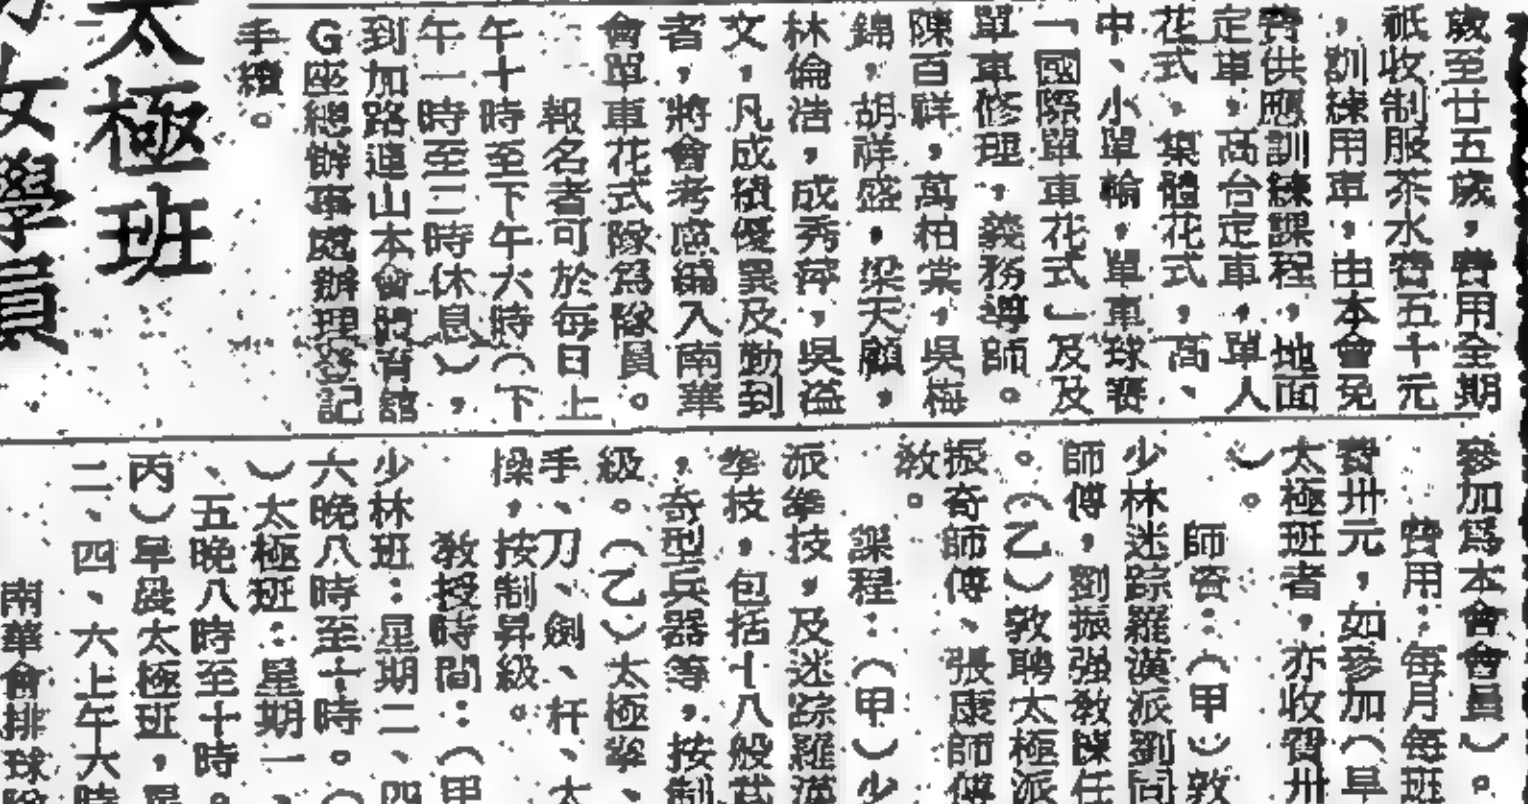 歲至廿五歲，費用全期
祇收制服茶水費五十元
，訓練用車，由本會免
費供應訓練課程，地面
定車，高台定車，單人
花式，集體花式，高、
中、小單輪，單車球賽
「國際單車花式」及及
單車修理，義務導師。
陳百祥，萬柏棠，吳梅
錦，胡祥盛，梁天顧，
林倫浩，成秀萍，吳溢
文，凡成績優異及勤到
者，將會考慮編入南華
會單車花式隊爲隊員。
報名者可於每日上
午十時至下午六時（下
午一時至二時休息），
到加路連山本會體育舘
G座總辦事處辦理登記
手續。
太極班
女學員
參加爲本會會員）。
費用：每月每班
費卅元，如參加（早
太極班者，亦收費卅
）。
師資：（甲）敦
少林迷踪羅漢派劉同
師傅，劉振强教陳任
。（乙）敦聘太極派
振奇師傅、張康師傅
教。
課程：（甲）少
派拳技，及迷踪羅漢
拳技，包括十八般武
，奇型兵器等，按制
級。（乙）太極拳、
手、刀、劍、杆、太
操，按制昇級。
教授時間：（甲
少林班：星期二、四
六晚八時至十時。（
）太極班：星期一、
、五晚八時至十時。
丙）早晨太極班，星
二、四、六上午六時
南華會排球